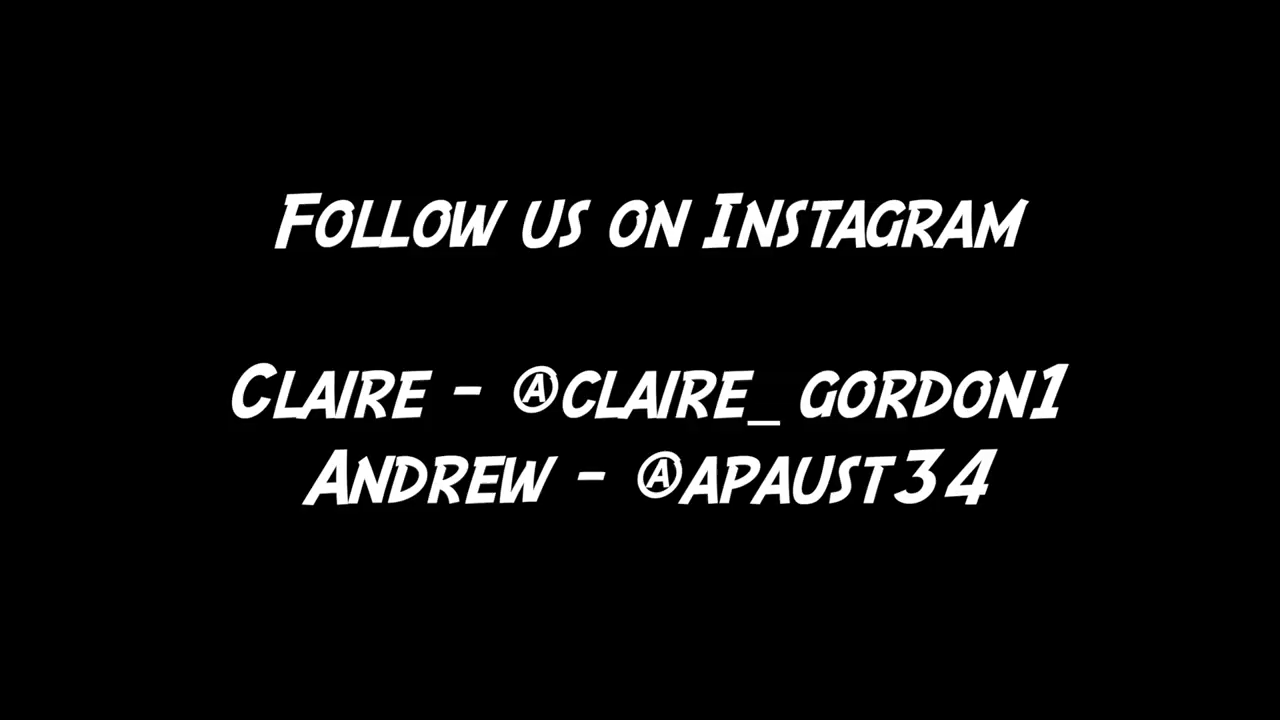 Follow us on Instagram
Claire - @claire_gordon1
Andrew - @apaust34